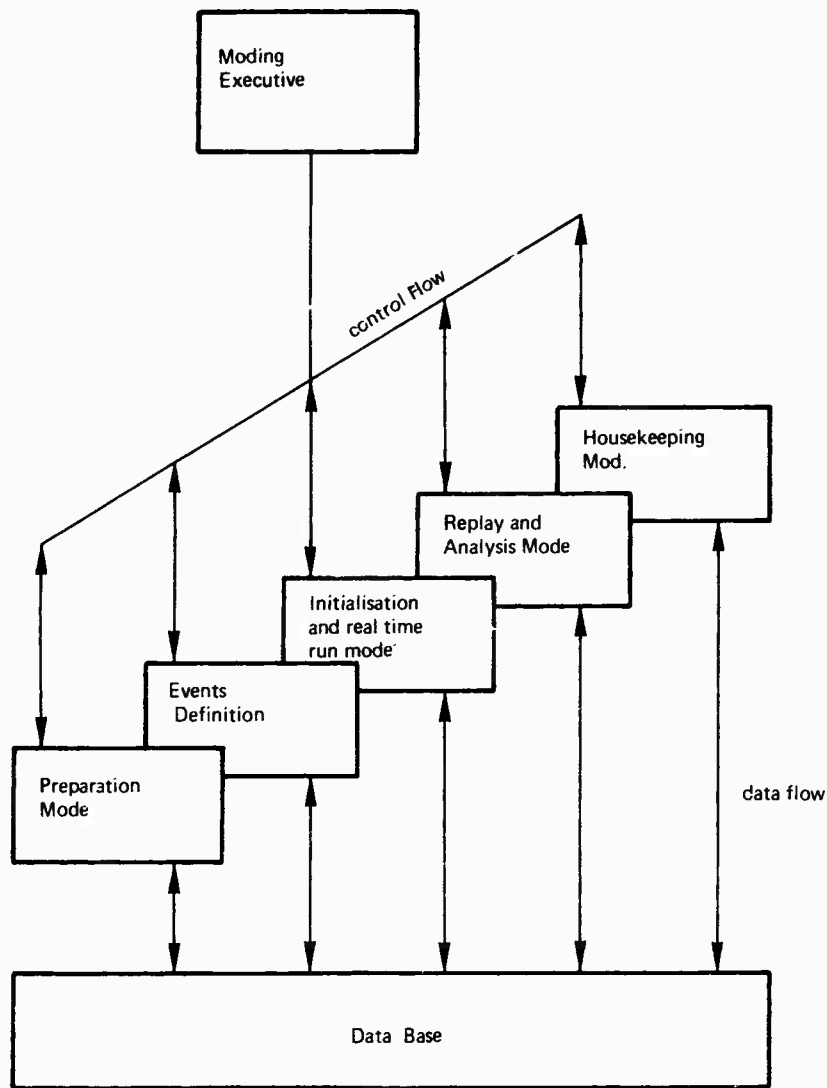 Moding
Executive
control Flow
Housekeeping
Mod.
Replay and
Analysis Mode
Initialisation
and real time
run mode
Events
Definition
Preparation
Mode
data flow
Data Base